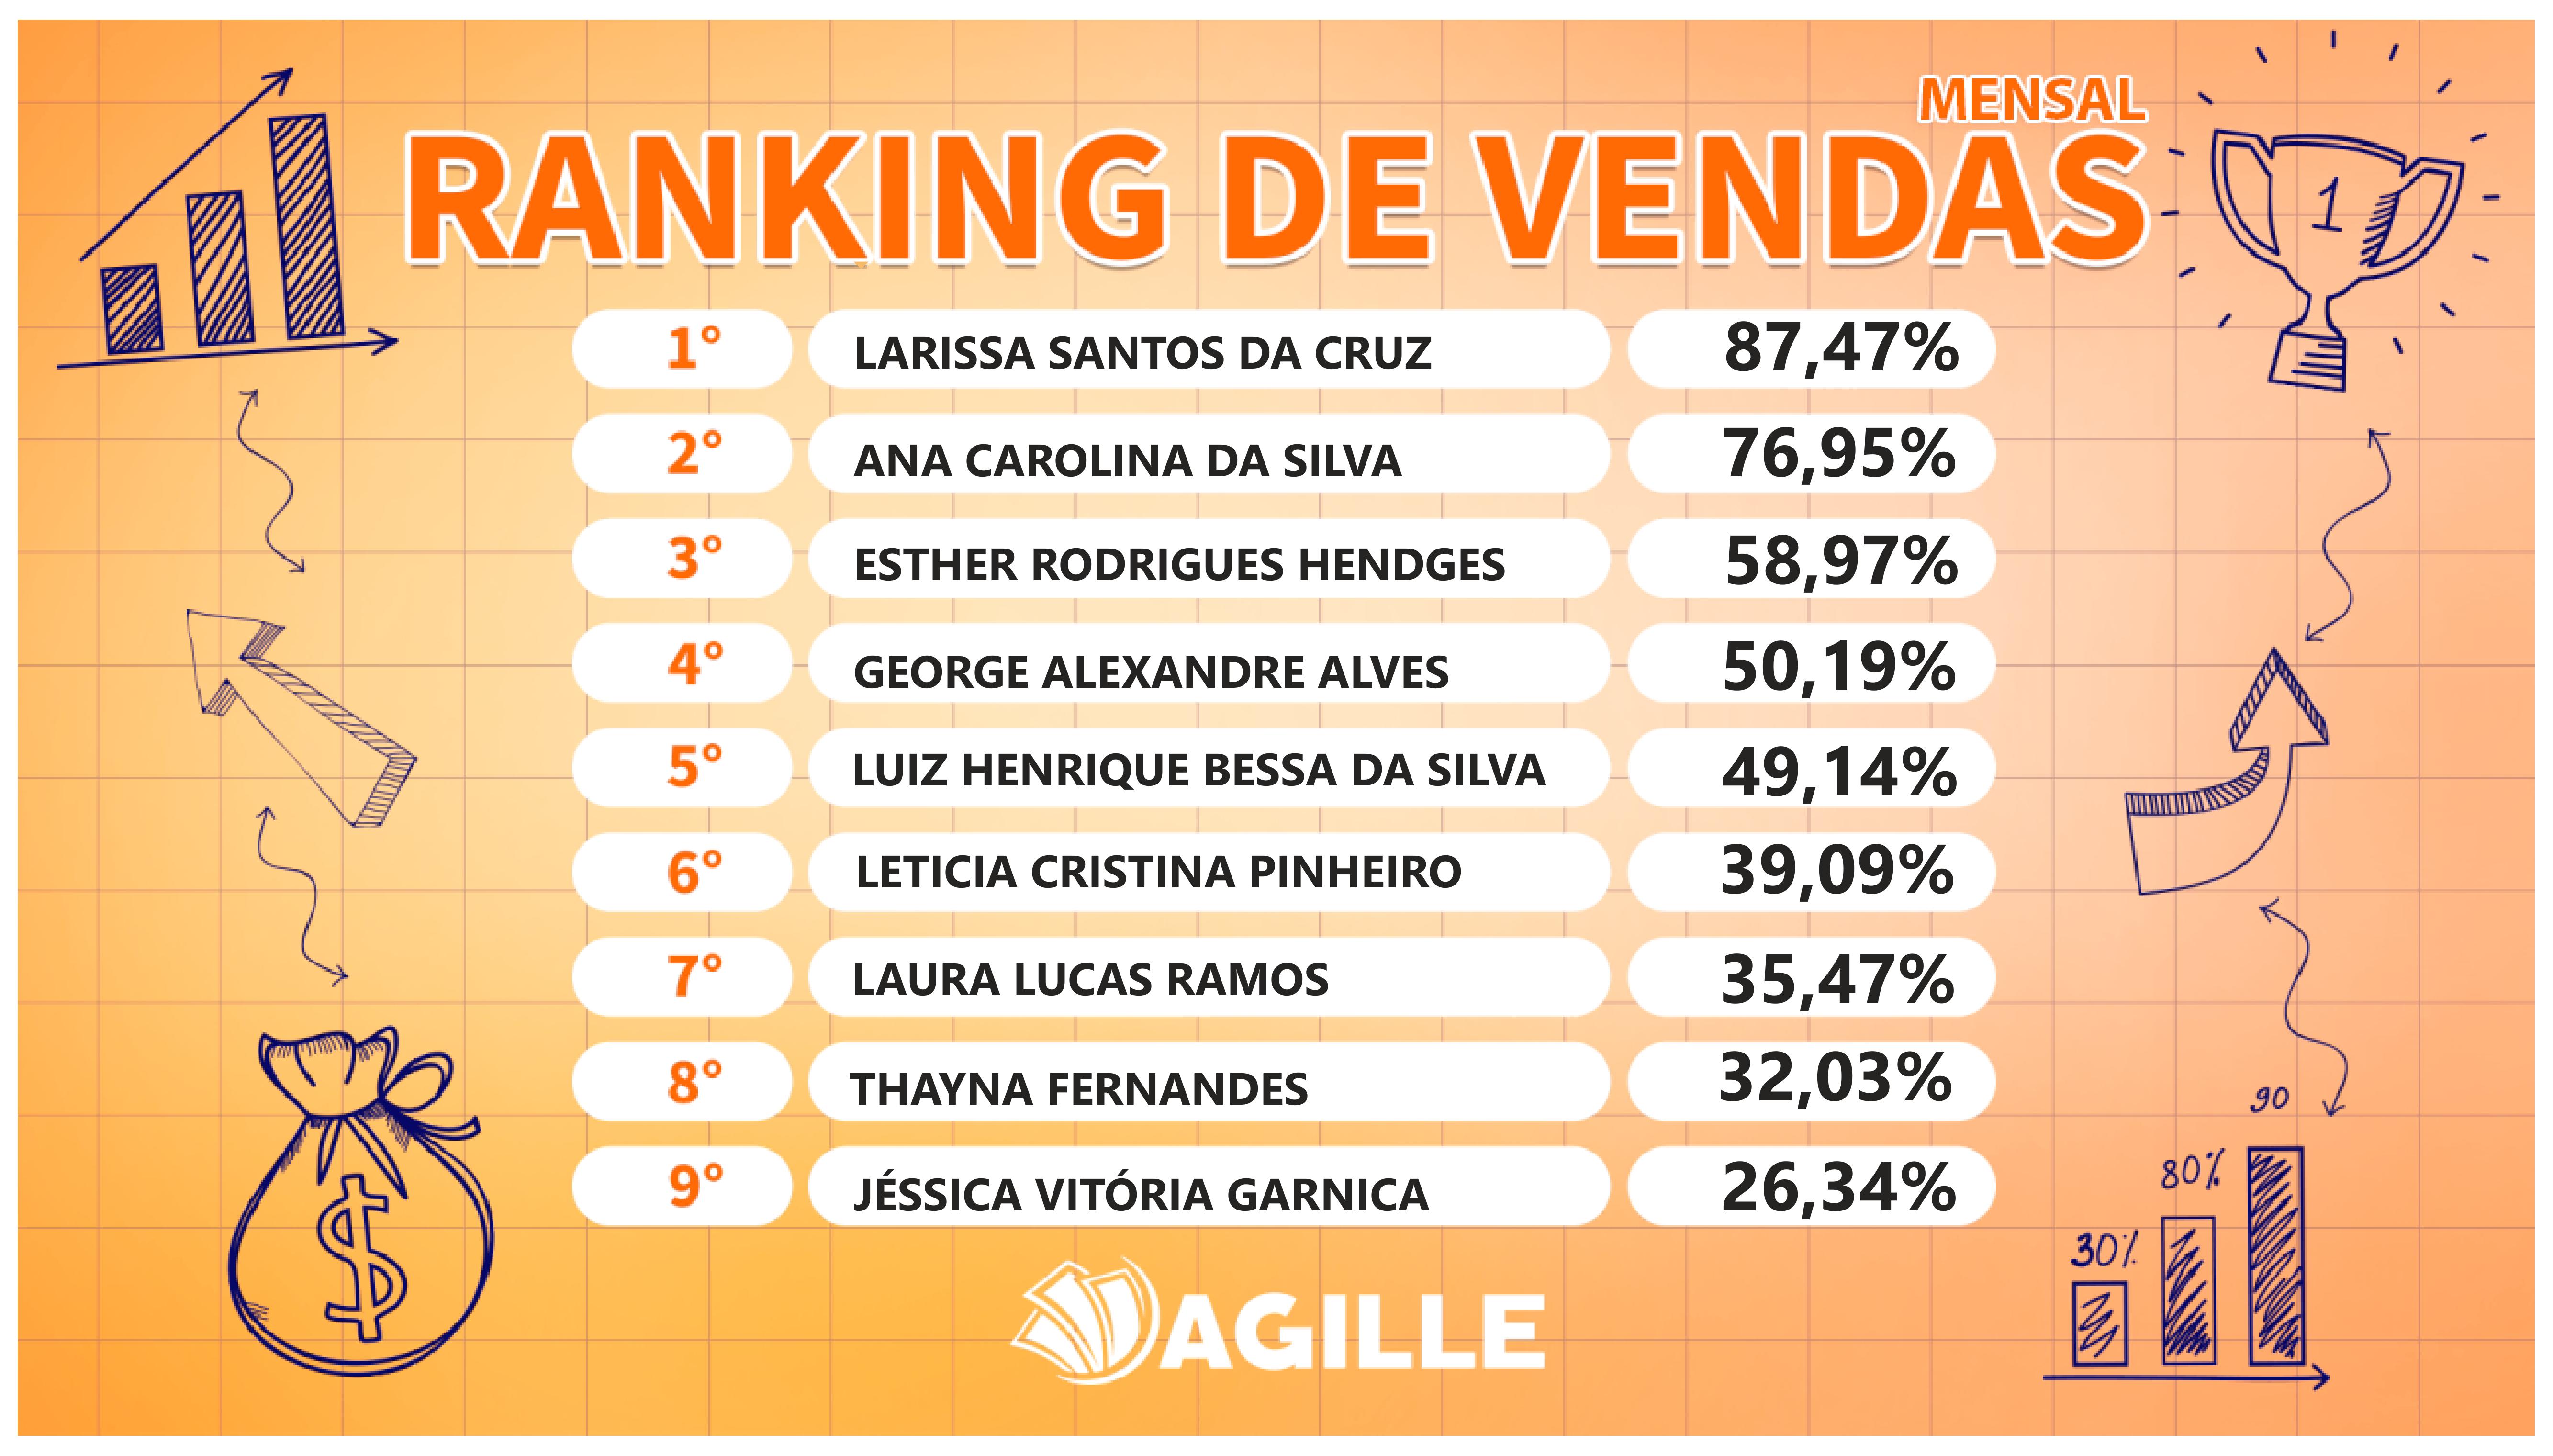 MENSAL
RANKING DE VENDAS
1
1° LARISSA SANTOS DA CRUZ 87,47%
2° ANA CAROLINA DA SILVA 76,95%
3° ESTHER RODRIGUES HENDGES 58,97%
4° GEORGE ALEXANDRE ALVES 50,19%
5° LUIZ HENRIQUE BESSA DA SILVA 49,14%
6° LETICIA CRISTINA PINHEIRO 39,09%
7° LAURA LUCAS RAMOS 35,47%
8° THAYNA FERNANDES 32,03%
9° JÉSSICA VITÓRIA GARNICA 26,34%
$
90
80%
30%
AGILLE